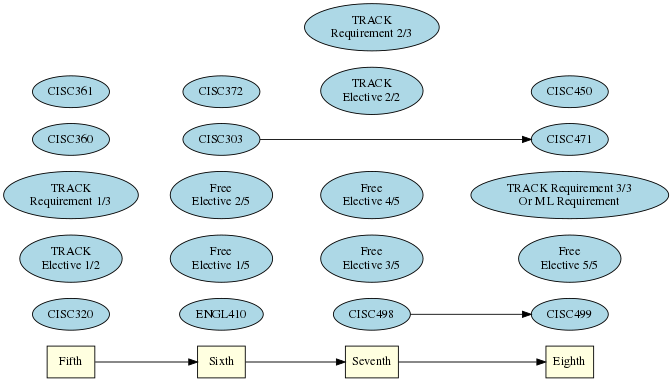 TRACK
Requirement 2/3
CISC361
CISC372
TRACK
Elective 2/2
CISC450
CISC360
CISC303
CISC471
TRACK
Requirement 1/3
Free
Elective 2/5
Free
Elective 4/5
TRACK Requirement 3/3
Or ML Requirement
TRACK
Elective 1/2
Free
Elective 1/5
Free
Elective 3/5
Free
Elective 5/5
CISC320
ENGL410
CISC498
CISC499
Fifth
Sixth
Seventh
Eighth